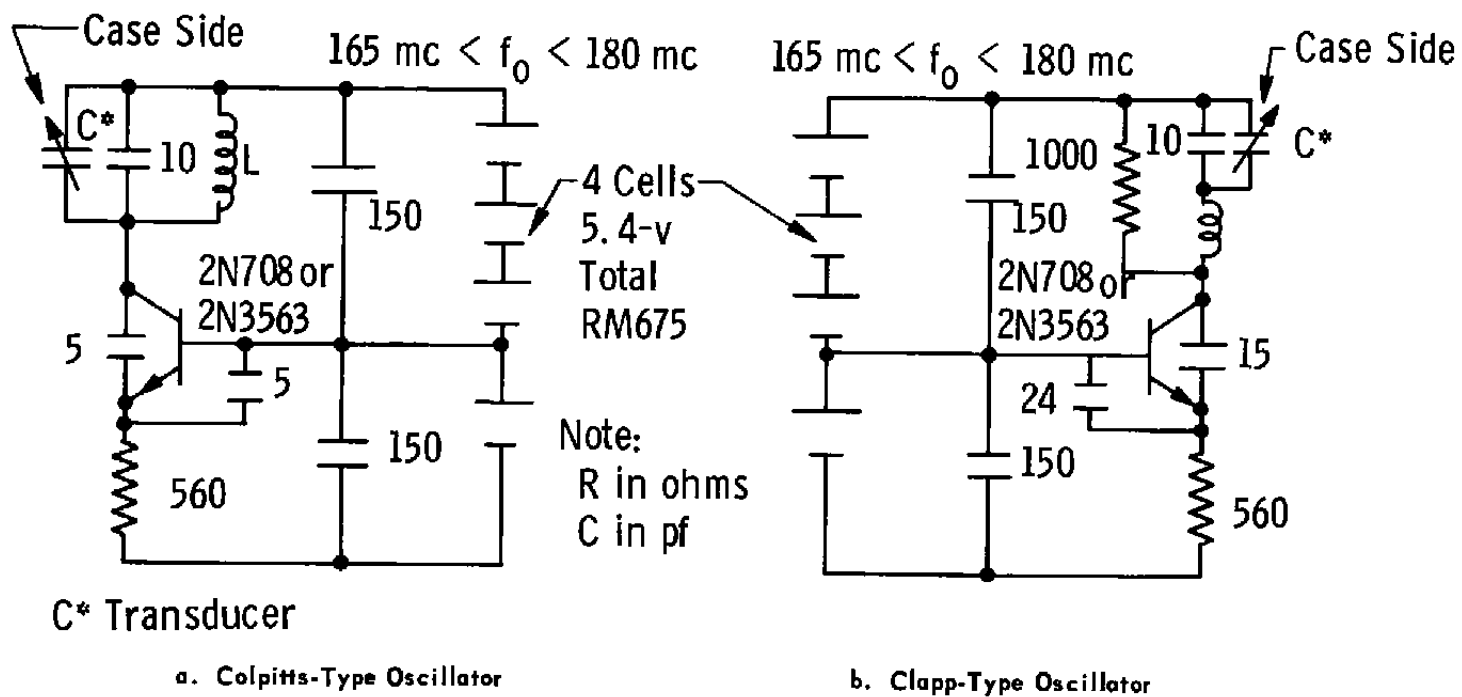 Case Side
165 mc < f₀ < 180 mc
C*
10
L
150
4 Cells
5.4-v
Total
RM675
2N708 or
2N3563
5
5
150
560
Note:
R in ohms
C in pf
C* Transducer
a. Colpitts-Type Oscillator
165 mc < f₀ < 180 mc
Case Side
1000
10
C*
150
2N708 or
2N3563
15
24
150
560
b. Clapp-Type Oscillator